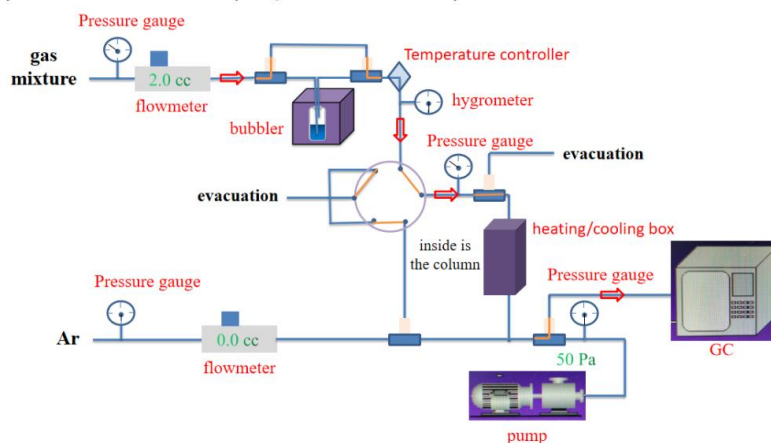 Pressure gauge
gas
mixture
2.0 cc
flowmeter
bubbler
Temperature controller
hygrometer
Pressure gauge
evacuation
evacuation
heating/cooling box
inside is
the column
Pressure gauge
Pressure gauge
Ar
0.0 cc
flowmeter
50 Pa
GC
pump